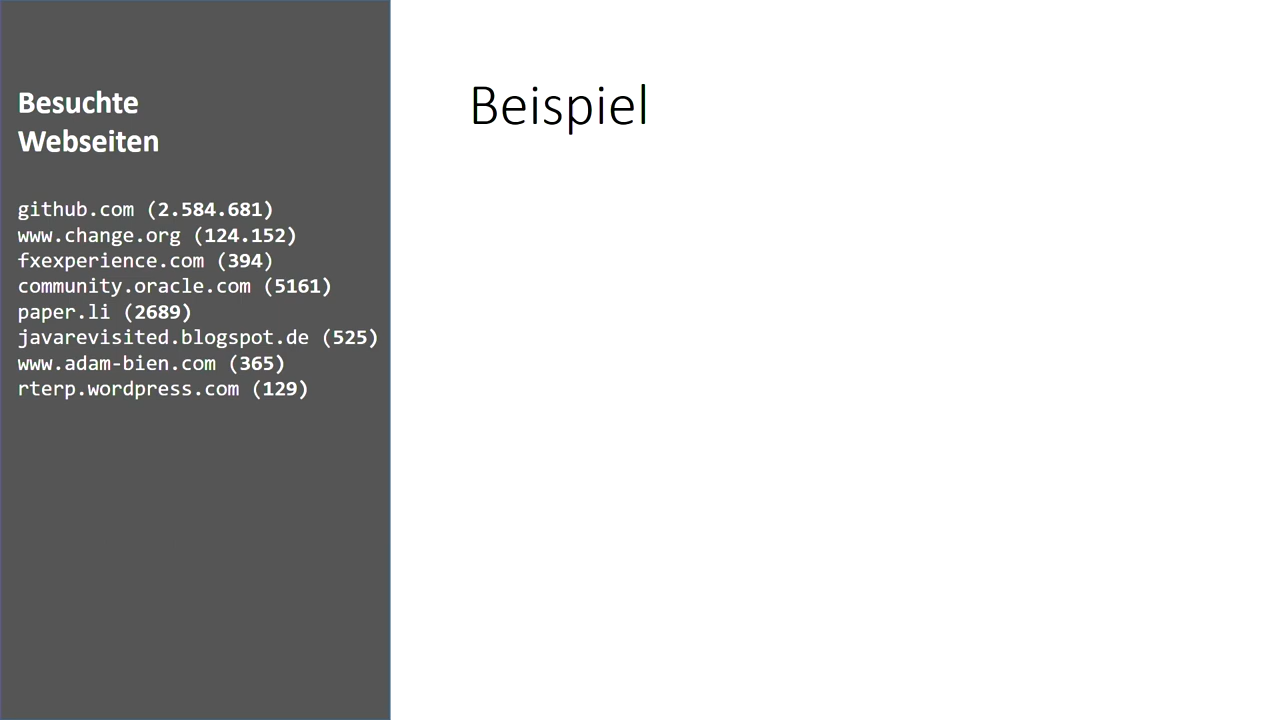 Besuchte
Webseiten
github.com (2.584.681)
www.change.org (124.152)
fxexperience.com (394)
community.oracle.com (5161)
paper.li (2689)
javarevisited.blogspot.de (525)
www.adam-bien.com (365)
rterp.wordpress.com (129)
Beispiel